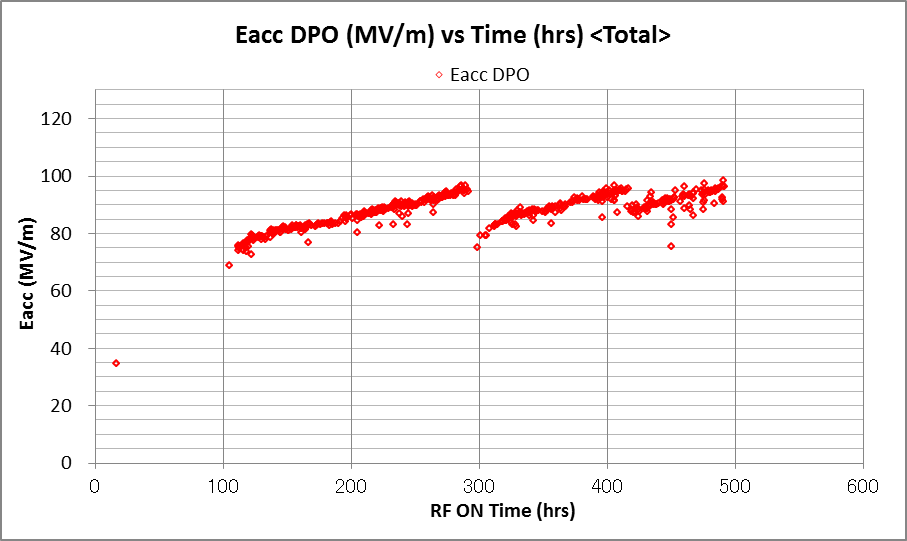 Eacc DPO (MV/m) vs Time (hrs) <Total>
Eacc DPO
120
100
80
60
40
20
0
Eacc (MV/m)
0 100 200 300 400 500 600
RF ON Time (hrs)